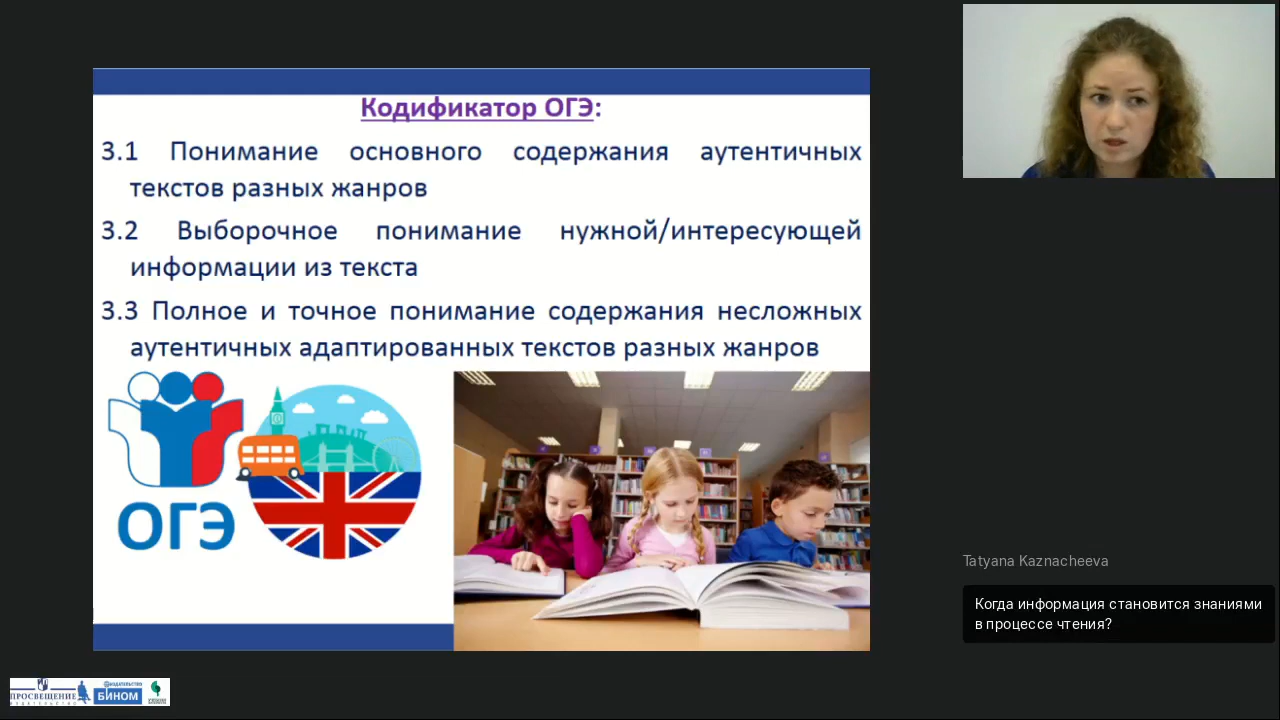 Кодификатор ОГЭ:
3.1 Понимание основного содержания аутентичных
текстов разных жанров
3.2 Выборочное понимание нужной/интересующей
информации из текста
3.3 Полное и точное понимание содержания несложных
аутентичных адаптированных текстов разных жанров
ОГЭ
Tatyana Kaznacheeva
Когда информация становится знаниями
в процессе чтения?
ПРОСВЕЩЕНИЕ
ИЗДАТЕЛЬСТВО
БИНОМ